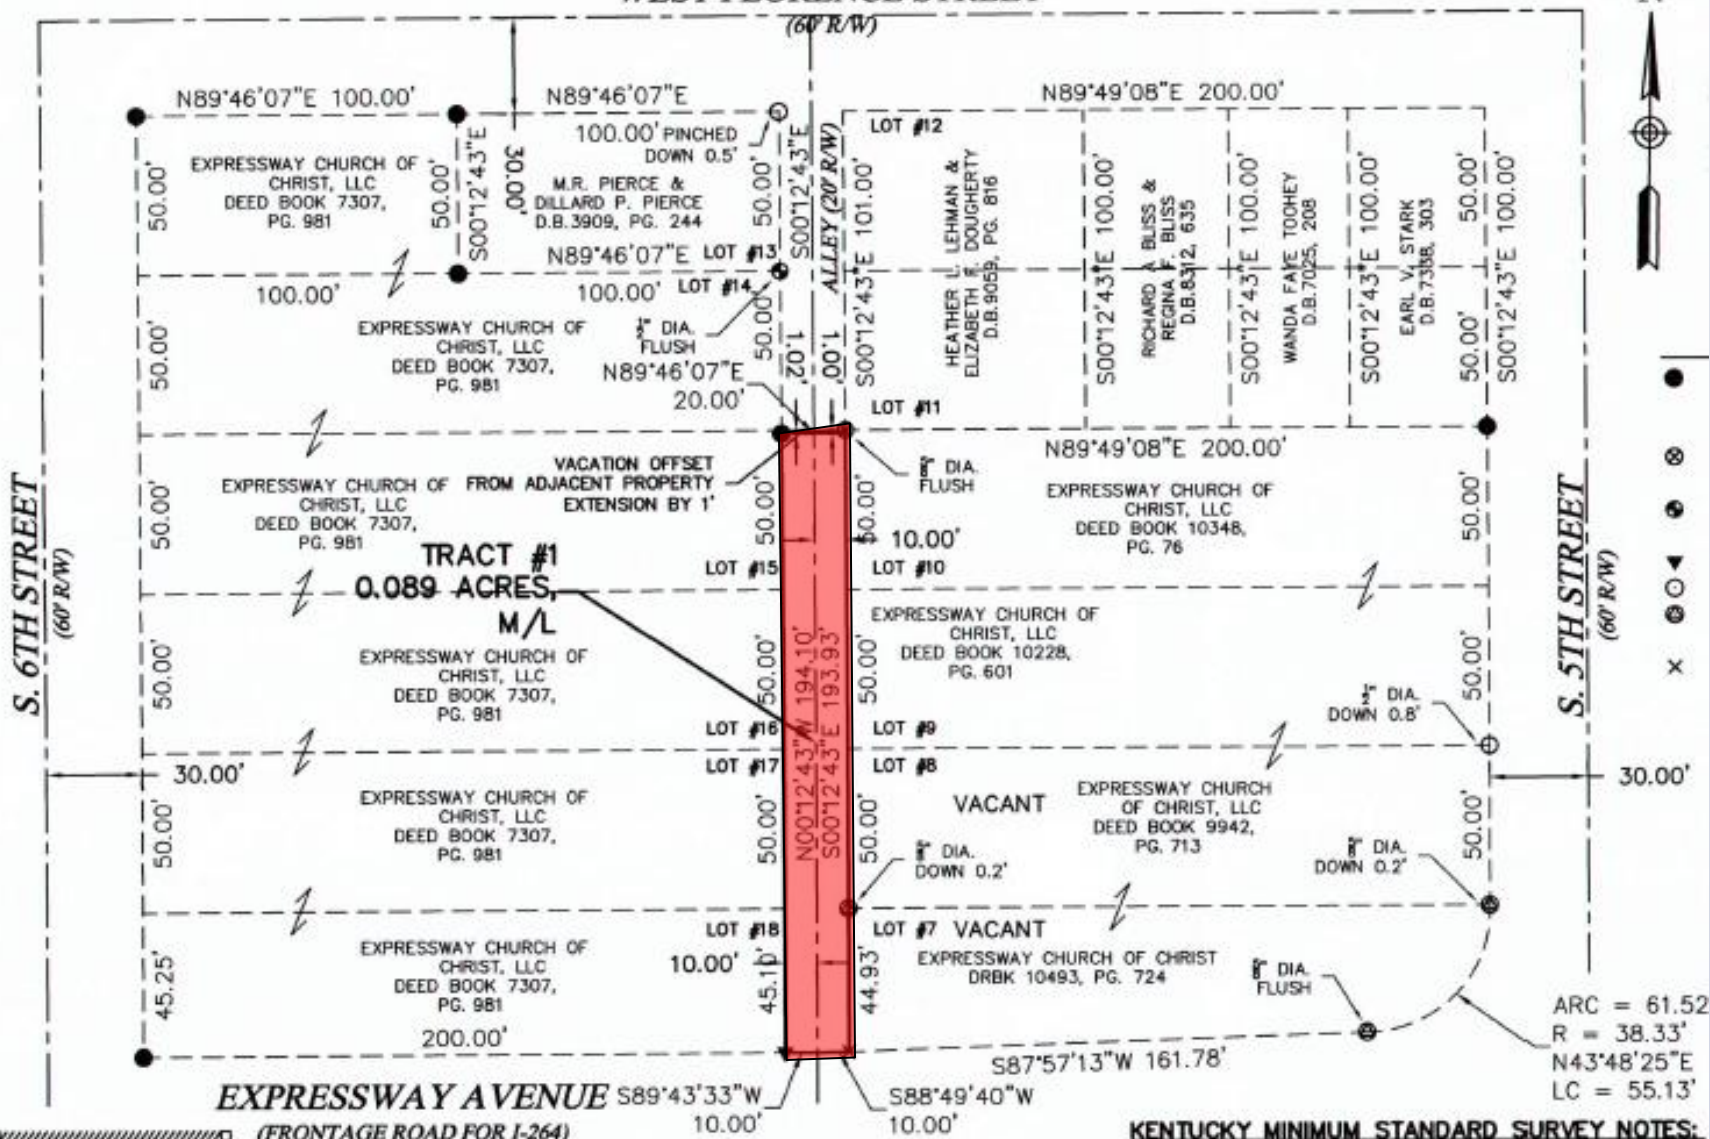 (60' R/W)
N89°46'07"E 100.00'
N89°46'07"E
N89°49'08"E 200.00'
100.00' PINCHED
DOWN 0.5'
LOT #12
EXPRESSWAY CHURCH OF
CHRIST, LLC
DEED BOOK 7307,
PG. 981
50.00'
50.00'
S00°12'43"E
30.00'
M.R. PIERCE &
DILLARD P. PIERCE
D.B.3909, PG. 244
50.00'
S00°12'43"E
ALLEY (20' R/W)
S00°12'43"E 101.00'
HEATHER L. LEHMAN &
ELIZABETH F. DOUGHERTY
D.B.9059, PG. 816
S00°12'43"E 100.00'
RICHARD A BLISS &
REGINA F. BLISS
D.B.8312, 635
S00°12'43"E 100.00'
WANDA FAYE TOOHEY
D.B.7025, 208
S00°12'43"E 100.00'
EARL V. STARK
D.B.7338, 303
50.00'
50.00'
S00°12'43"E 100.00'
N89°46'07"E LOT #13
100.00'
100.00' LOT #14
50.00'
EXPRESSWAY CHURCH OF
CHRIST, LLC
DEED BOOK 7307,
PG. 981
½" DIA.
FLUSH
50.00'
1.02'
1.00'
N89°46'07"E
20.00'
LOT #11
N89°49'08"E 200.00'
VACATION OFFSET
FROM ADJACENT PROPERTY
EXTENSION BY 1'
DIA.
FLUSH
S. 6TH STREET
(60' R/W)
50.00'
EXPRESSWAY CHURCH OF
CHRIST, LLC
DEED BOOK 7307,
PG. 981
50.00'
50.00'
10.00'
EXPRESSWAY CHURCH OF
CHRIST, LLC
DEED BOOK 10348,
PG. 76
50.00'
S. 5TH STREET
(60' R/W)
TRACT #1
0.089 ACRES,
M/L
LOT #15
LOT #10
50.00'
EXPRESSWAY CHURCH OF
CHRIST, LLC
DEED BOOK 7307,
PG. 981
50.00'
N00°12'43"W 194.10'
S00°12'43"E 193.93'
50.00'
EXPRESSWAY CHURCH OF
CHRIST, LLC
DEED BOOK 10228,
PG. 601
50.00'
½" DIA.
DOWN 0.8'
LOT #16
LOT #9
30.00'
LOT #17
LOT #8
30.00'
50.00'
EXPRESSWAY CHURCH OF
CHRIST, LLC
DEED BOOK 7307,
PG. 981
50.00'
50.00'
VACANT
EXPRESSWAY CHURCH
OF CHRIST, LLC
DEED BOOK 9942,
PG. 713
50.00'
DIA.
DOWN 0.2'
DIA.
DOWN 0.2'
LOT #18
LOT #7 VACANT
45.25'
EXPRESSWAY CHURCH OF
CHRIST, LLC
DEED BOOK 7307,
PG. 981
10.00'
45.10'
44.93'
EXPRESSWAY CHURCH OF CHRIST
DRBK 10493, PG. 724
DIA.
FLUSH
200.00'
S87°57'13"W 161.78'
ARC = 61.52
R = 38.33'
N43°48'25"E
LC = 55.13'
EXPRESSWAY AVENUE
(FRONTAGE ROAD FOR I-264)
S89°43'33"W
10.00'
S88°49'40"W
10.00'
KENTUCKY MINIMUM STANDARD SURVEY NOTES: